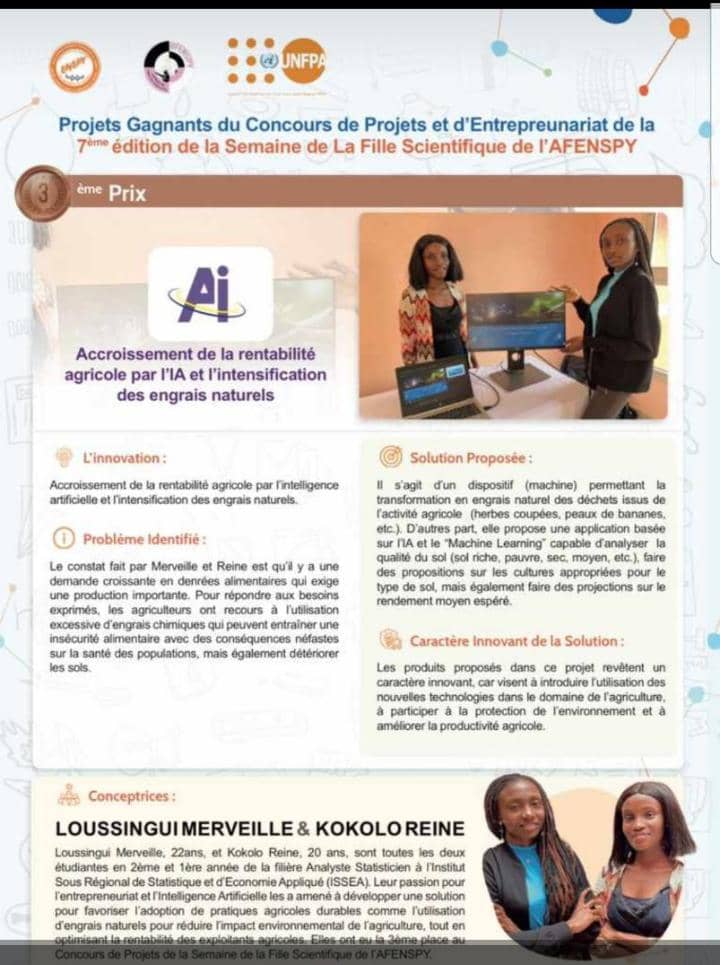 ENSPY
AFENSPY
UNFPA
Projets Gagnants du Concours de Projets et d'Entrepreunariat de la
7ème édition de la Semaine de La Fille Scientifique de l'AFENSPY
3 ème Prix
Ai
Accroissement de la rentabilité
agricole par l'IA et l'intensification
des engrais naturels
L'innovation :
Accroissement de la rentabilité agricole par l'intelligence
artificielle et l'intensification des engrais naturels.
Problème Identifié :
Le constat fait par Merveille et Reine est qu'il y a une
demande croissante en denrées alimentaires qui exige
une production importante. Pour répondre aux besoins
exprimés, les agriculteurs ont recours à l'utilisation
excessive d'engrais chimiques qui peuvent entraîner une
insécurité alimentaire avec des conséquences néfastes
sur la santé des populations, mais également détériorer
les sols.
Solution Proposée :
Il s'agit d'un dispositif (machine) permettant la
transformation en engrais naturel des déchets issus de
l'activité agricole (herbes coupées, peaux de bananes,
etc.). D'autres part, elle propose une application basée
sur l'IA et le "Machine Learning" capable d'analyser la
qualité du sol (sol riche, pauvre, sec, moyen, etc.), faire
des propositions sur les cultures appropriées pour le
type de sol, mais également faire des projections sur le
rendement moyen espéré.
Caractère Innovant de la Solution :
Les produits proposés dans ce projet revêtent un
caractère innovant, car visent à introduire l'utilisation des
nouvelles technologies dans le domaine de l'agriculture,
à participer à la protection de l'environnement et à
améliorer la productivité agricole.
Conceptrices :
LOUSSINGUI MERVEILLE & KOKOLO REINE
Loussingui Merveille, 22ans, et Kokolo Reine, 20 ans, sont toutes les deux
étudiantes en 2ème et 1ère année de la filière Analyste Statisticien à l'Institut
Sous Régional de Statistique et d'Economie Appliqué (ISSEA). Leur passion pour
l'entrepreneuriat et l'Intelligence Artificielle les a amené à développer une solution
pour favoriser l'adoption de pratiques agricoles durables comme l'utilisation
d'engrais naturels pour réduire l'impact environnemental de l'agriculture, tout en
optimisant la rentabilité des exploitants agricoles. Elles ont eu la 3ème place au
Concours de Projets de la Semaine de la Fille Scientifique de l'AFENSPY.